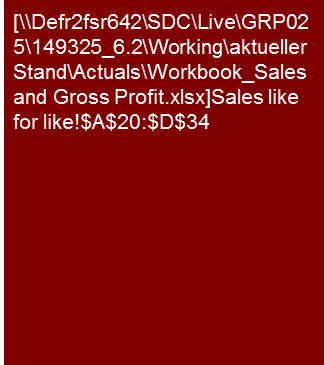 [\\Defr2fsr642\SDC\Live\GRP02
5\149325_6.2\Working\aktueller
Stand\Actuals\Workbook_Sales
and Gross Profit.xlsx]Sales like
for like!$A$20:$D$34